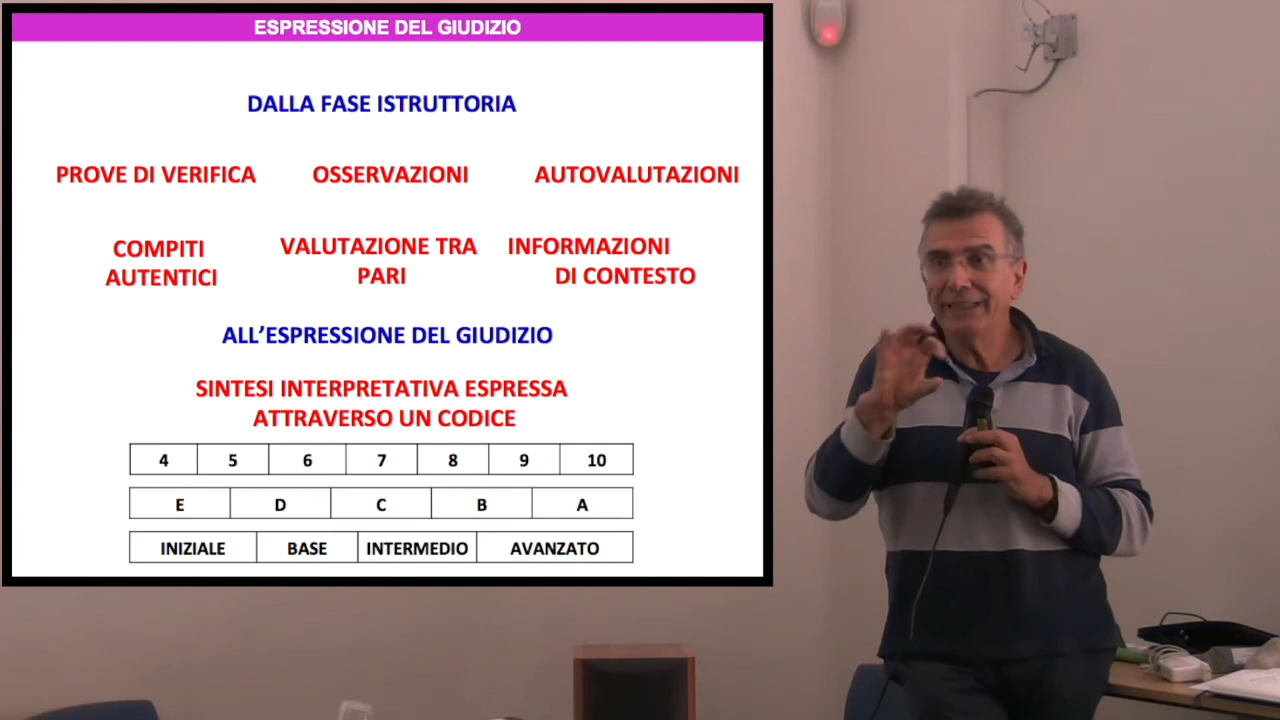 ESPRESSIONE DEL GIUDIZIO
DALLA FASE ISTRUTTORIA
PROVE DI VERIFICA
OSSERVAZIONI
AUTOVALUTAZIONI
COMPITI
AUTENTICI
VALUTAZIONE TRA
PARI
INFORMAZIONI
DI CONTESTO
ALL’ESPRESSIONE DEL GIUDIZIO
SINTESI INTERPRETATIVA ESPRESSA
ATTRAVERSO UN CODICE
4 5 6 7 8 9 10
E D C B A
INIZIALE BASE INTERMEDIO AVANZATO